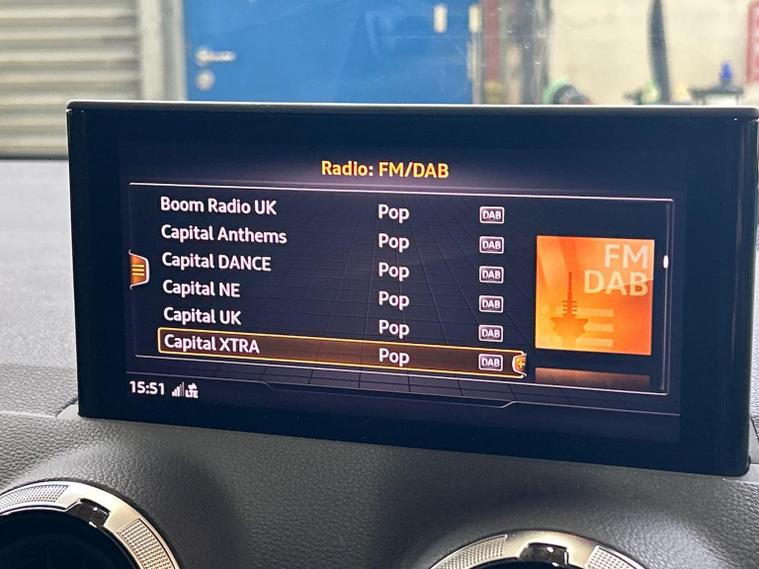 Radio: FM/DAB
Boom Radio UK Pop DAB
Capital Anthems Pop DAB
Capital DANCE Pop DAB
Capital NE Pop DAB
Capital UK Pop DAB
Capital XTRA Pop DAB
FM
DAB
15:51 LTE